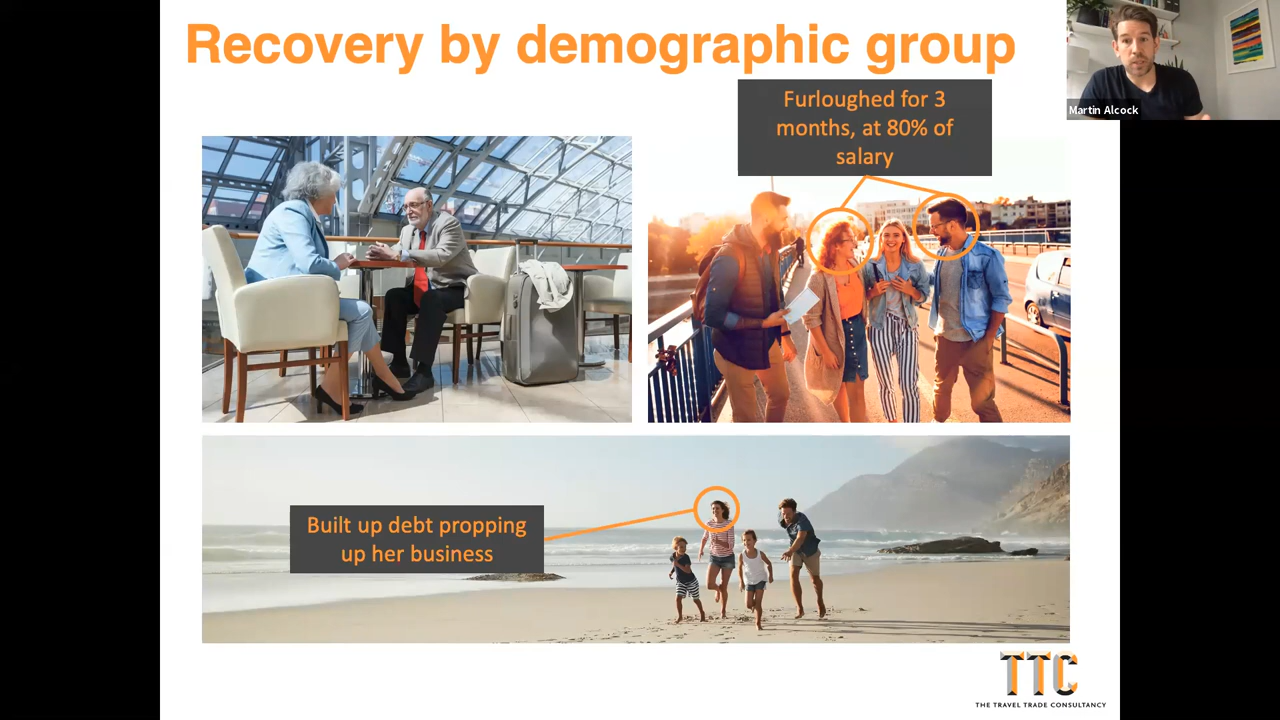 Recovery by demographic group
Martin Alcock
Furloughed for 3
months, at 80% of
salary
Built up debt propping
up her business
TTC
THE TRAVEL TRADE CONSULTANCY